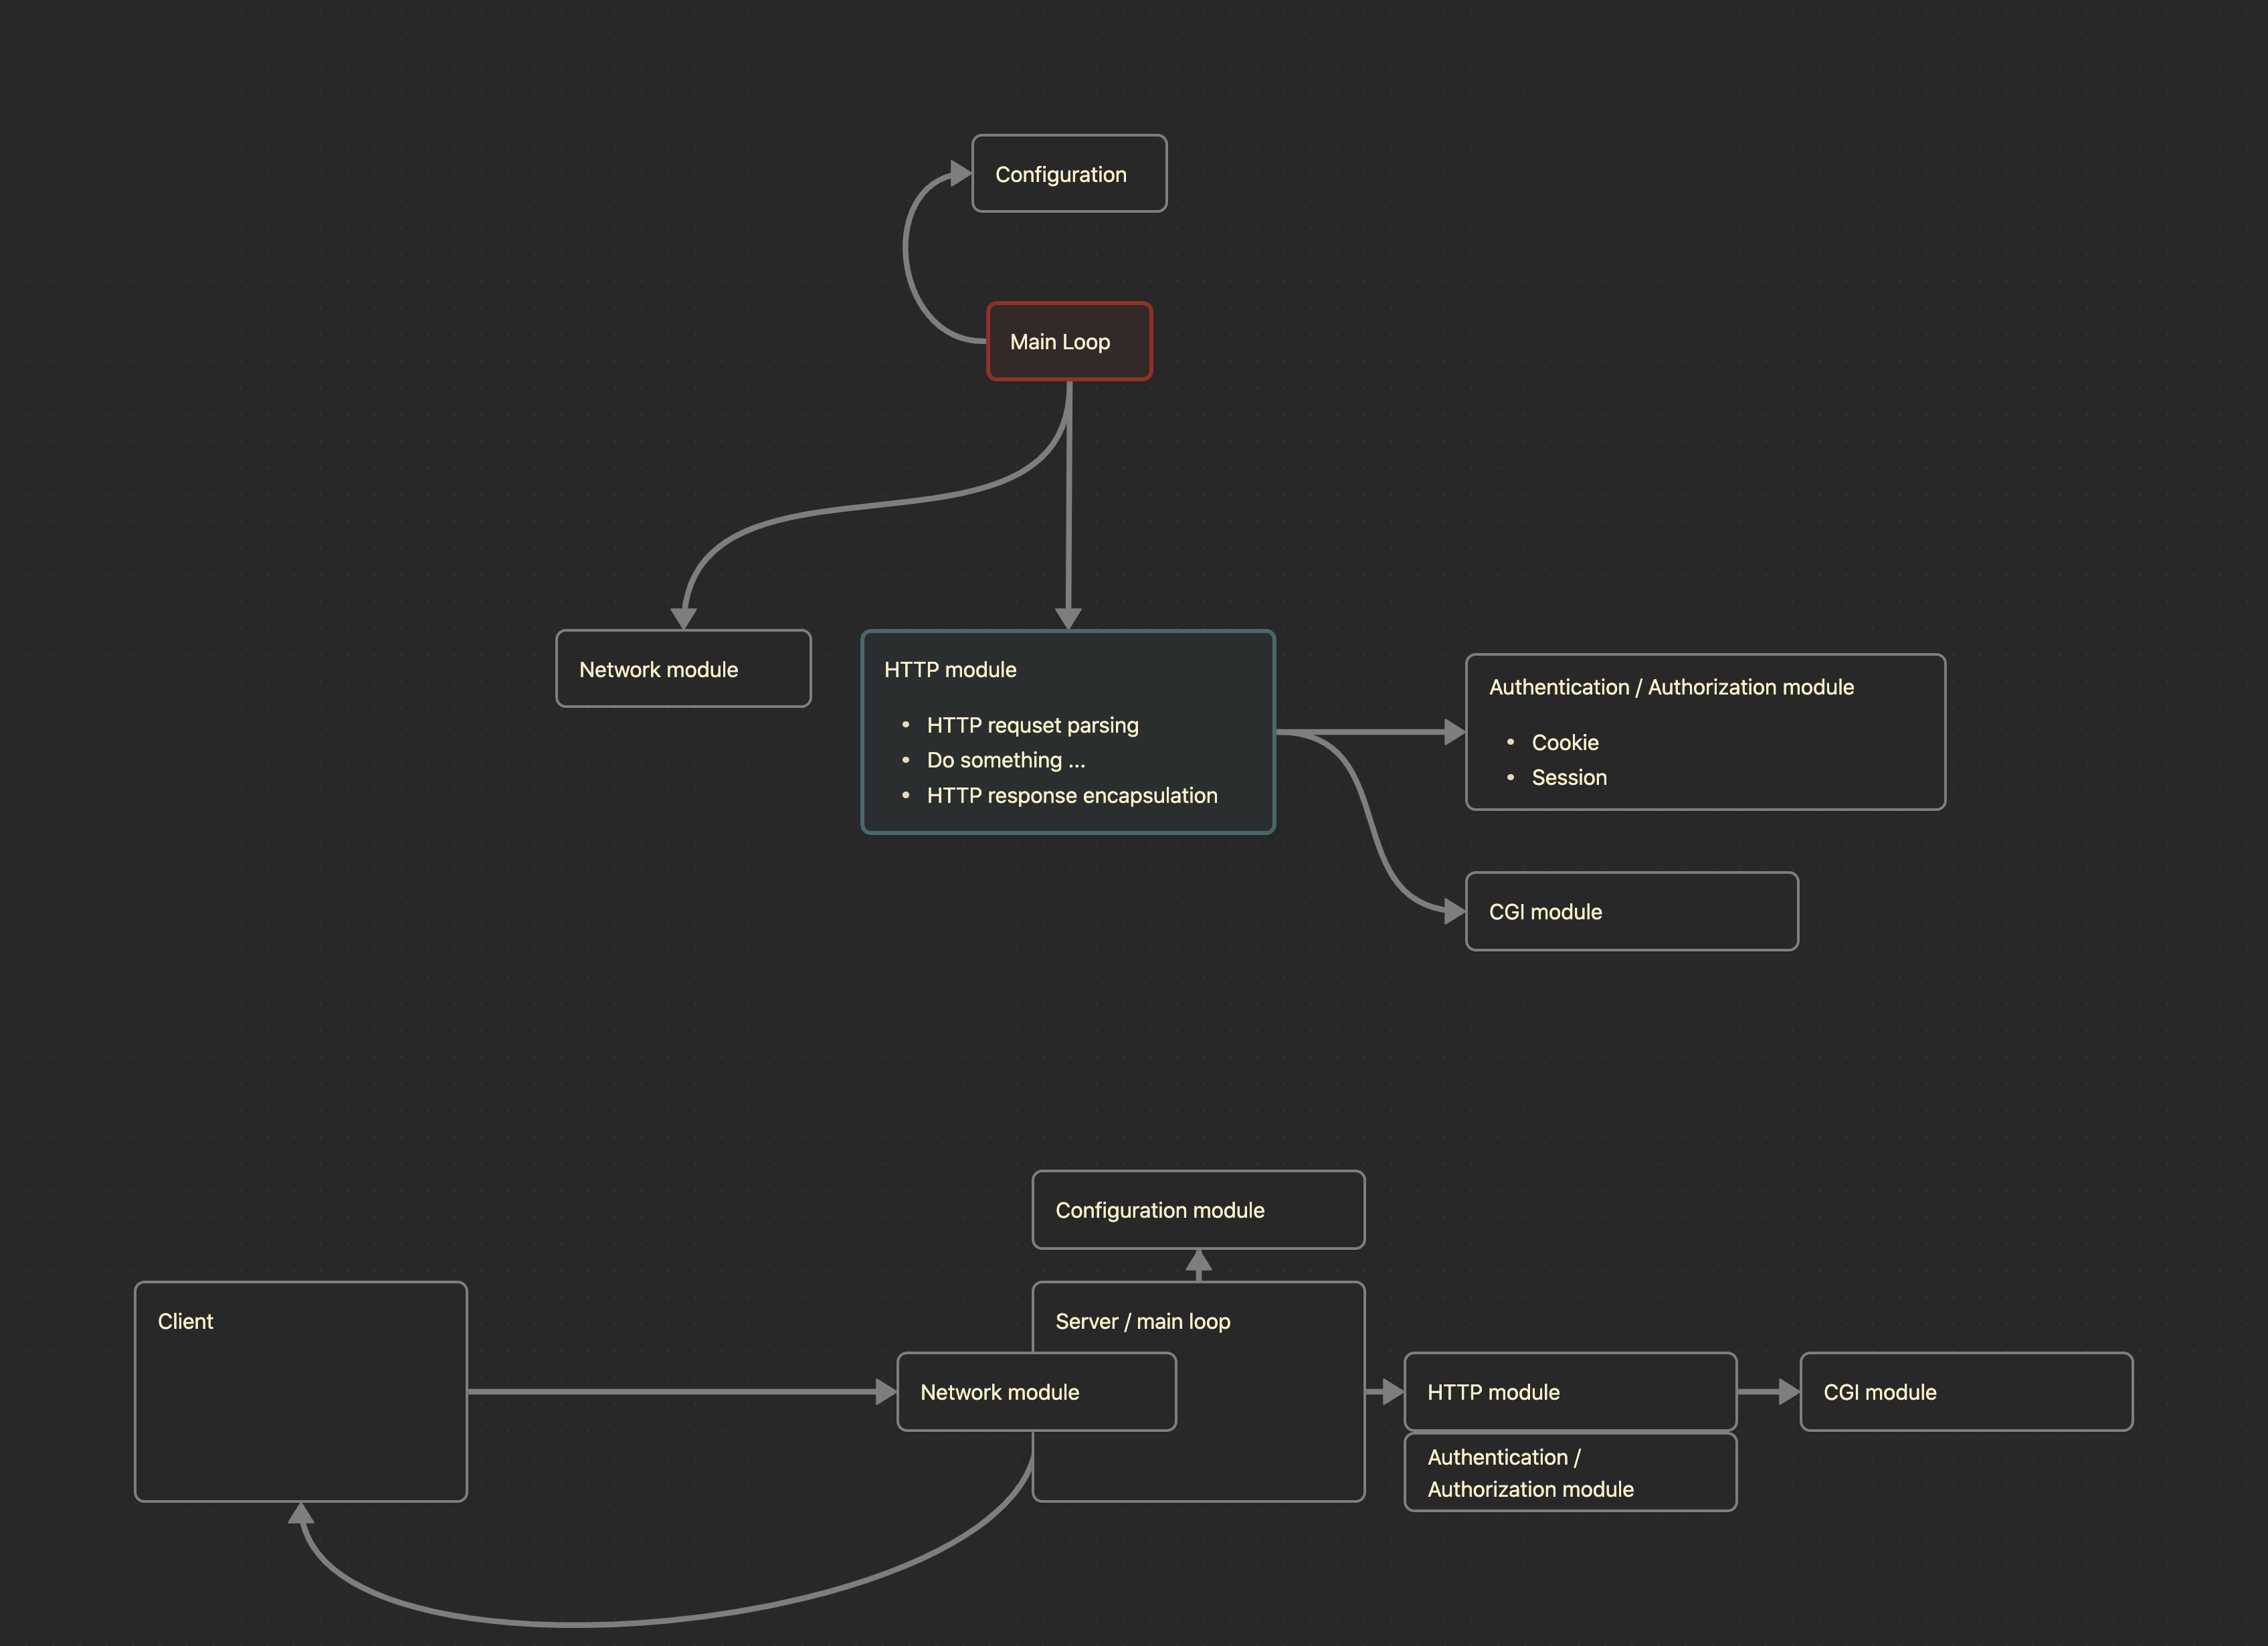 Configuration
Main Loop
Network module
HTTP module
• HTTP requset parsing
• Do something ...
• HTTP response encapsulation
Authentication / Authorization module
• Cookie
• Session
CGI module
Configuration module
Client
Server / main loop
Network module
HTTP module
CGI module
Authentication /
Authorization module